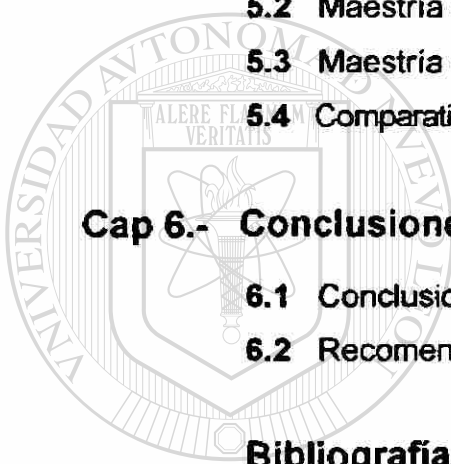 5.2 Maestría
5.3 Maestría
5.4 Comparati
Cap 6.- Conclusione
6.1 Conclusio
6.2 Recomen
Bibliografía
ALERE FLAMMAM
VERITATIS